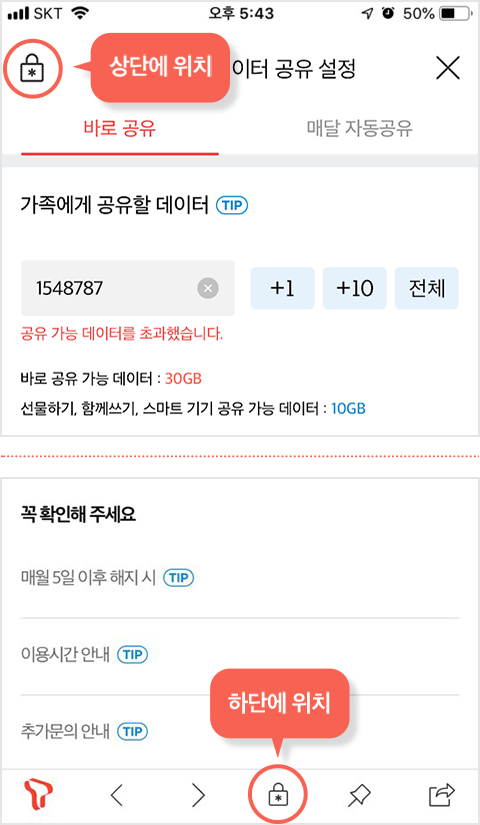 SKT 오후 5:43 50%
상단에 위치
이터 공유 설정
바로 공유 매달 자동공유
가족에게 공유할 데이터 TIP
1548787 +1 +10 전체
공유 가능 데이터를 초과했습니다.
바로 공유 가능 데이터 : 30GB
선물하기, 함께쓰기, 스마트 기기 공유 가능 데이터 : 10GB
꼭 확인해 주세요
매월 5일 이후 해지 시 TIP
이용시간 안내 TIP
하단에 위치
추가문의 안내 TIP